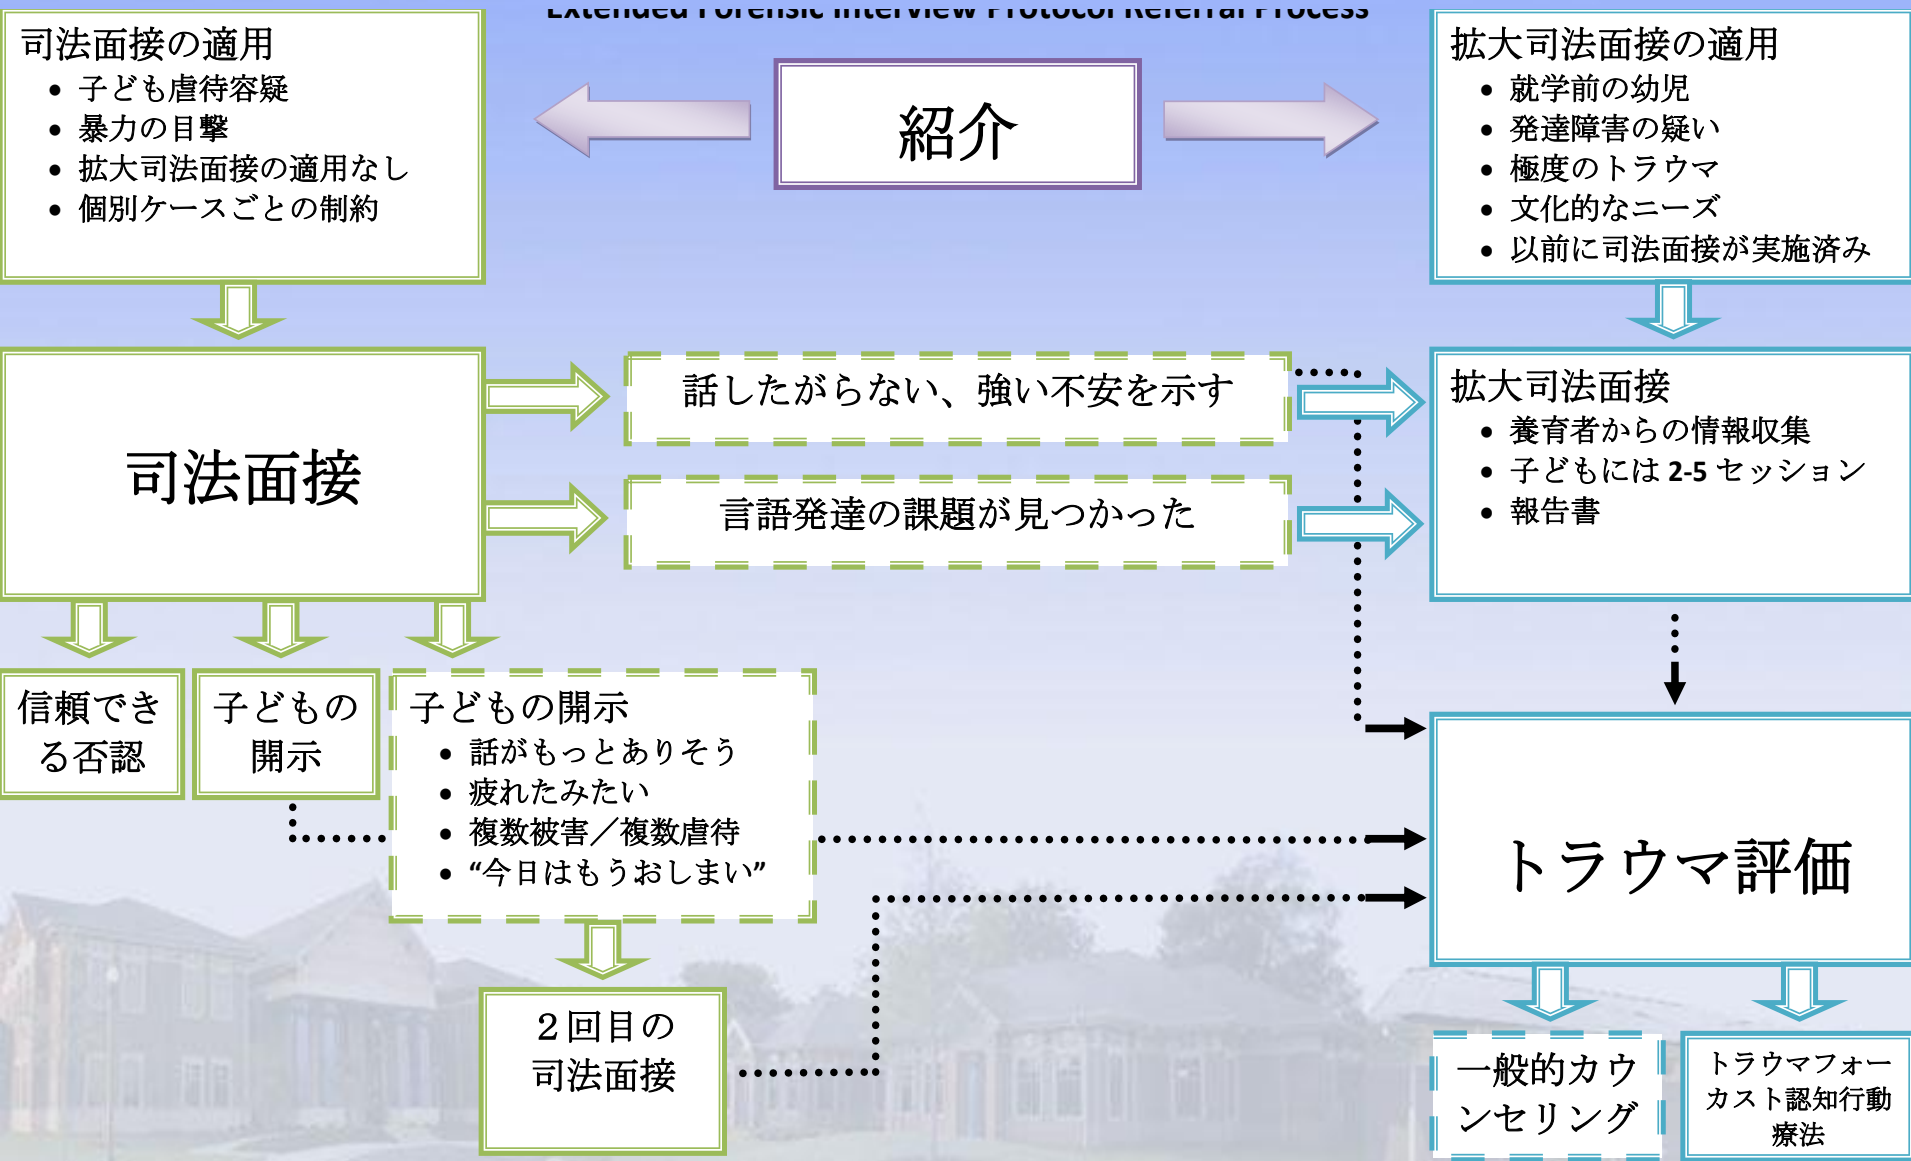 Extended Forensic Interview Protocol Referral Process
司法面接の適用
• 子ども虐待容疑
• 暴力の目撃
• 拡大司法面接の適用なし
• 個別ケースごとの制約
紹介
拡大司法面接の適用
• 就学前の幼児
• 発達障害の疑い
• 極度のトラウマ
• 文化的なニーズ
• 以前に司法面接が実施済み
司法面接
話したがらない、強い不安を示す
言語発達の課題が見つかった
拡大司法面接
• 養育者からの情報収集
• 子どもには 2-5 セッション
• 報告書
信頼でき
る否認
子どもの
開示
子どもの開示
• 話がもっとありそう
• 疲れたみたい
• 複数被害／複数虐待
• “今日はもうおしまい”
トラウマ評価
２回目の
司法面接
一般的カウ
ンセリング
トラウマフォー
カスト認知行動
療法